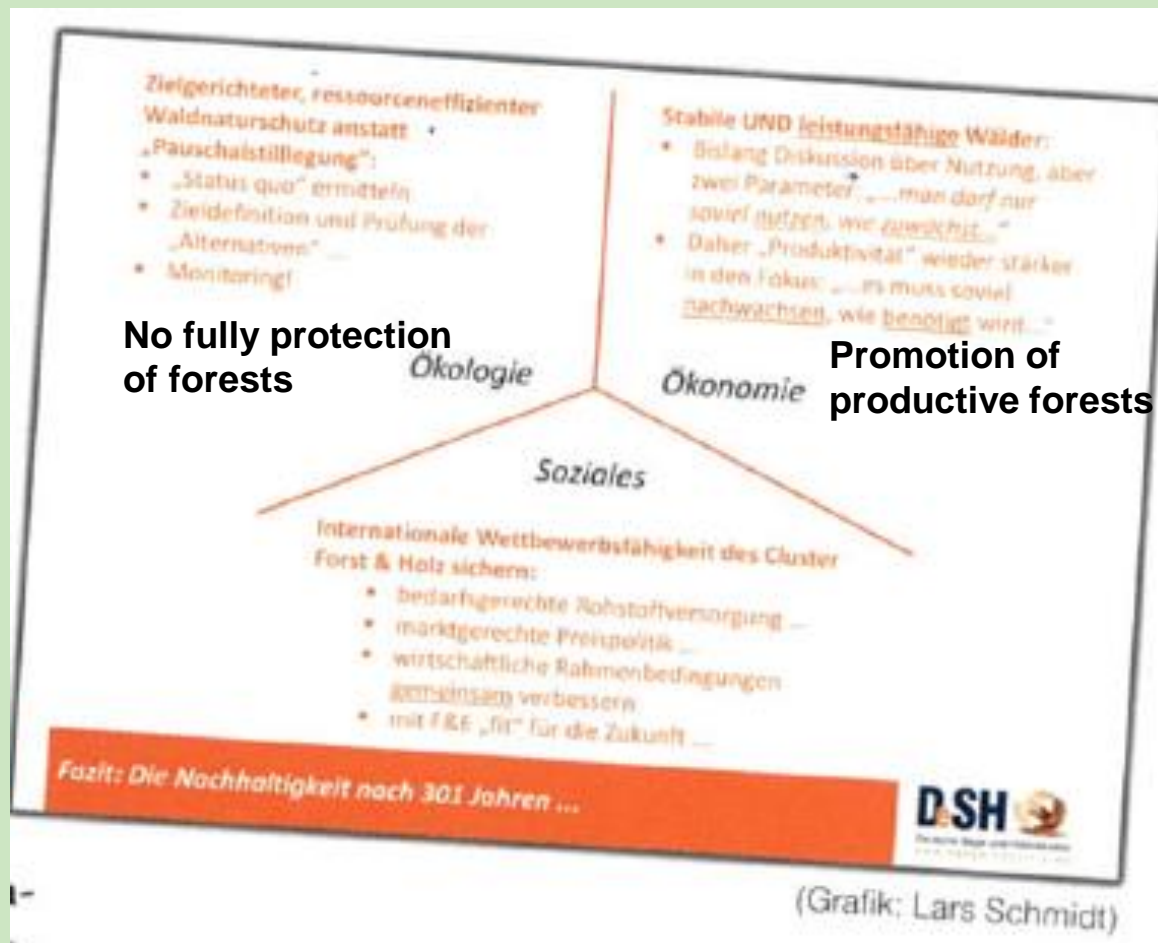 Zielgerichteter, ressourceneffizienter
Waldnaturschutz anstatt
„Pauschalstilllegung“:
• „Status quo“ ermitteln
• Zieldefinition und Prüfung der
„Alternativen“ ...
• Monitoring!
No fully protection
of forests
Ökologie
Stabile UND leistungsfähige Wälder:
• Bislang Diskussion über Nutzung, aber
zwei Parameter: „....man darf nur
soviel nutzen, wie zuwächst...“
• Daher „Produktivität“ wieder stärker
in den Fokus: „...es muss soviel
nachwachsen, wie benötigt wird...“
Ökonomie
Promotion of
productive forests
Soziales
Internationale Wettbewerbsfähigkeit des Cluster
Forst & Holz sichern:
• bedarfsgerechte Rohstoffversorgung ...
• marktgerechte Preispolitik ...
• wirtschaftliche Rahmenbedingungen
gemeinsam verbessern
• mit F&E „fit“ für die Zukunft ...
Fazit: Die Nachhaltigkeit nach 301 Jahren ...
DeSH
(Grafik: Lars Schmidt)